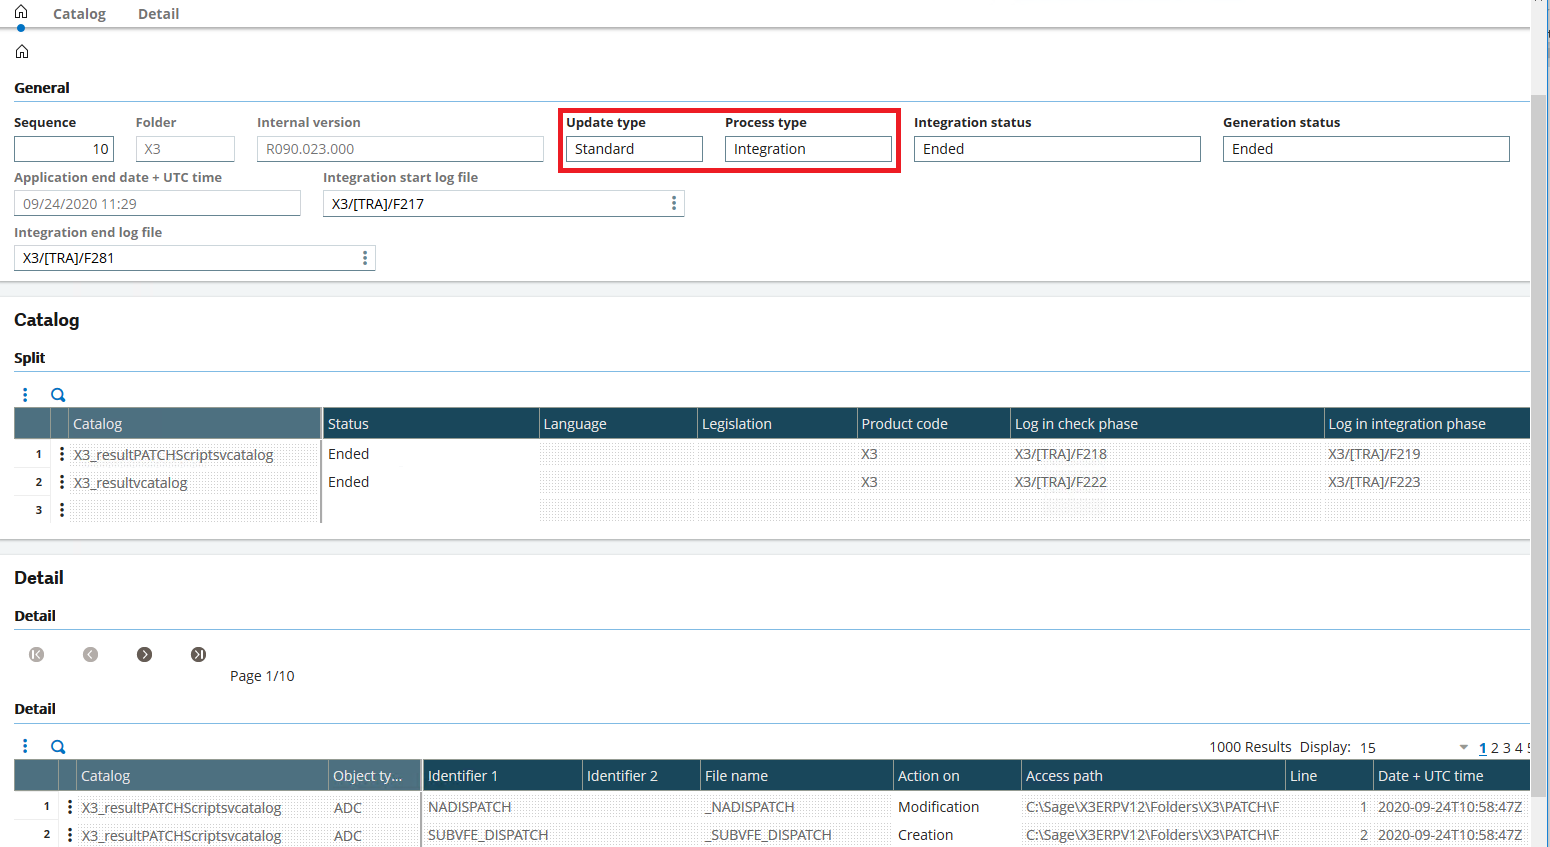 Catalog Detail
General
Sequence Folder Internal version Update type Process type Integration status Generation status
10 X3 R090.023.000 Standard Integration Ended Ended
Application end date + UTC time Integration start log file
09/24/2020 11:29 X3/[TRA]/F217
Integration end log file
X3/[TRA]/F281
Catalog
Split
Catalog Status Language Legislation Product code Log in check phase Log in integration phase
1 X3_resultPATCHScriptsvcatalog Ended X3 X3/[TRA]/F218 X3/[TRA]/F219
2 X3_resultvcatalog Ended X3 X3/[TRA]/F222 X3/[TRA]/F223
3
Detail
Detail
Page 1/10
Detail
1000 Results Display: 15 1 2 3 4
Catalog Object ty... Identifier 1 Identifier 2 File name Action on Access path Line Date + UTC time
1 X3_resultPATCHScriptsvcatalog ADC NADISPATCH _NADISPATCH Modification C:\Sage\X3ERPV12\Folders\X3\PATCH\F 1 2020-09-24T10:58:47Z
2 X3_resultPATCHScriptsvcatalog ADC SUBVFE_DISPATCH _SUBVFE_DISPATCH Creation C:\Sage\X3ERPV12\Folders\X3\PATCH\F 2 2020-09-24T10:58:47Z